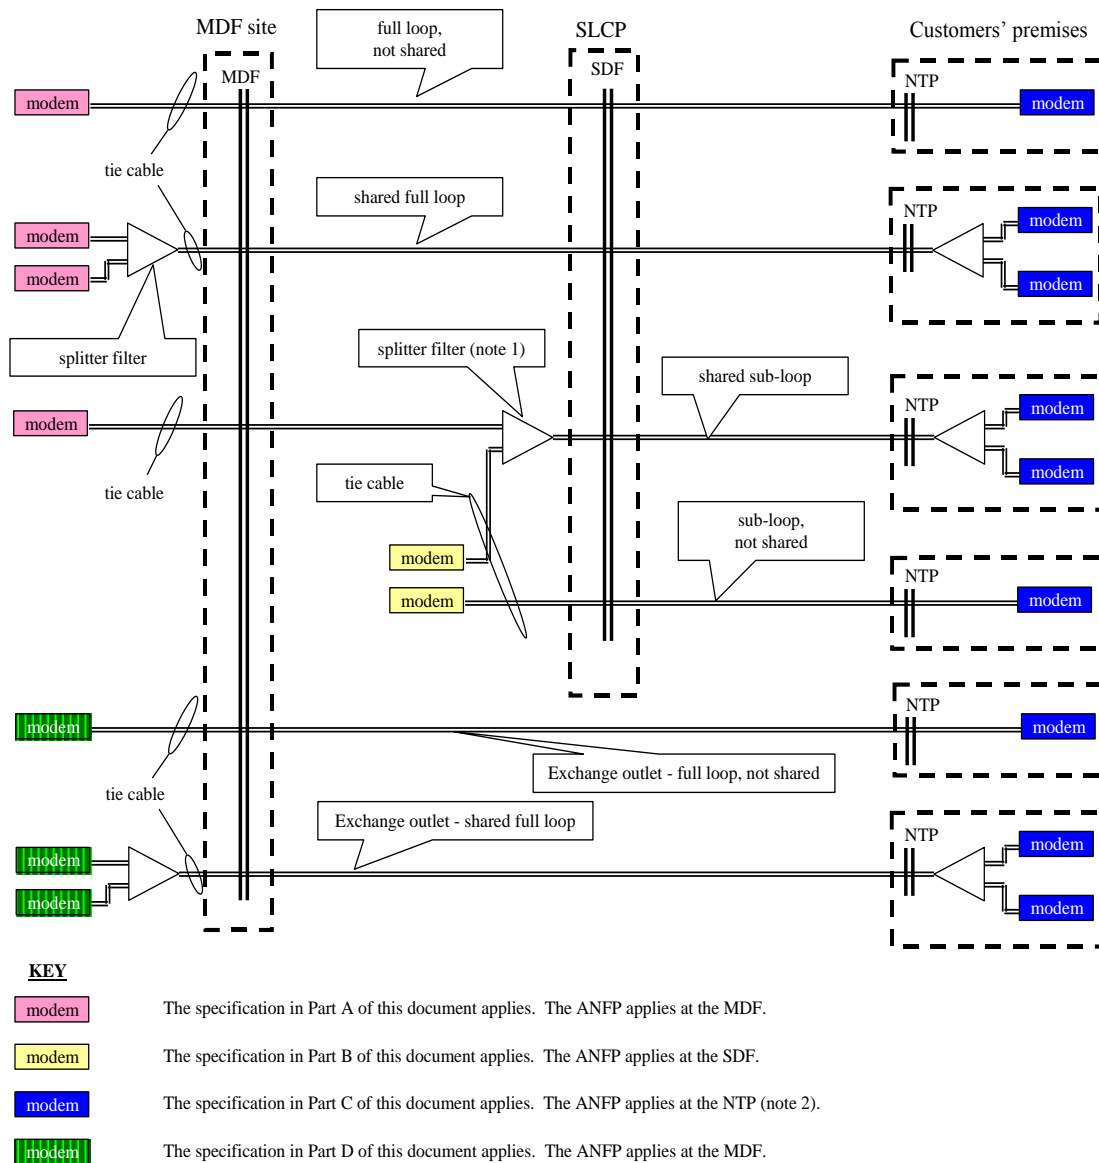 MDF site
full loop,
not shared
SLCP
Customers' premises
MDF
SDF
NTP
modem
modem
tie cable
shared full loop
NTP
modem
modem
modem
modem
splitter filter
splitter filter (note 1)
shared sub-loop
NTP
modem
modem
modem
tie cable
tie cable
sub-loop,
not shared
modem
NTP
modem
modem
NTP
modem
modem
Exchange outlet - full loop, not shared
tie cable
Exchange outlet - shared full loop
NTP
modem
modem
modem
modem
KEY
modem The specification in Part A of this document applies. The ANFP applies at the MDF.
modem The specification in Part B of this document applies. The ANFP applies at the SDF.
modem The specification in Part C of this document applies. The ANFP applies at the NTP (note 2).
modem The specification in Part D of this document applies. The ANFP applies at the MDF.